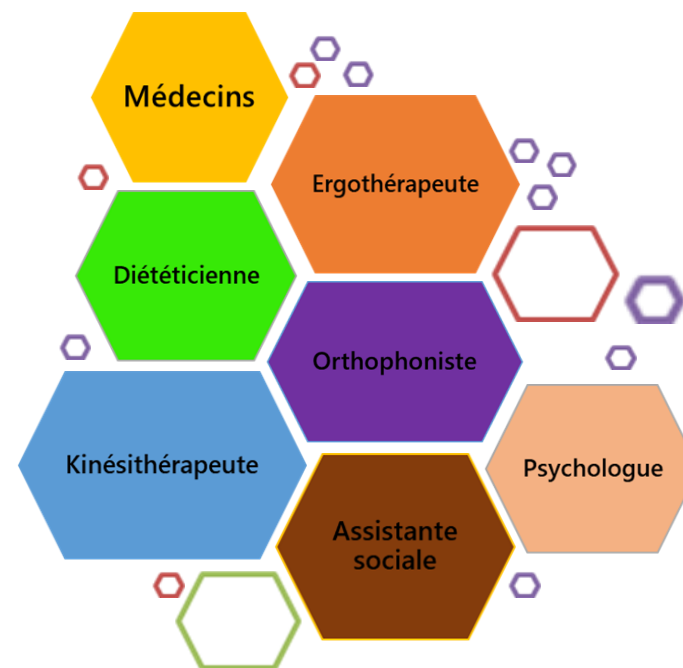 Médecins
Ergothérapeute
Diététicienne
Orthophoniste
Kinésithérapeute
Psychologue
Assistante
sociale